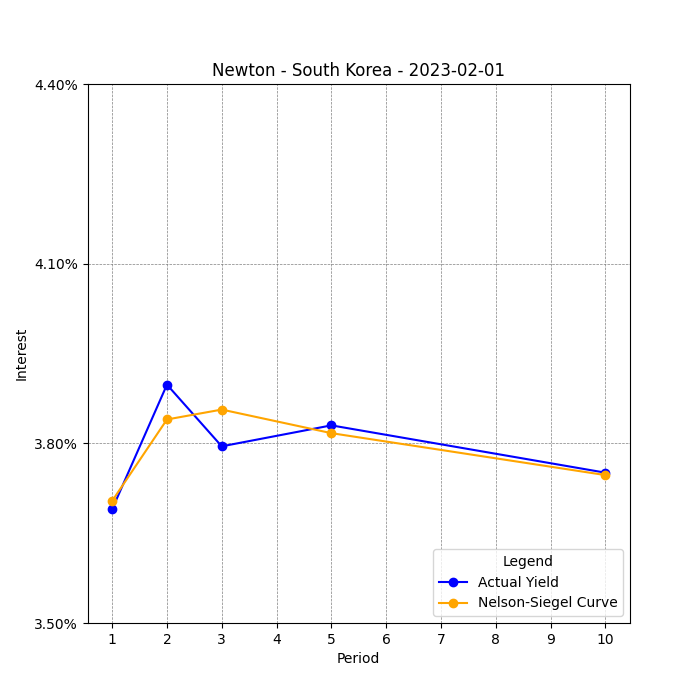 Newton - South Korea - 2023-02-01
4.40%
4.10%
3.80%
3.50%
Interest
Legend
Actual Yield
Nelson-Siegel Curve
1 2 3 4 5 6 7 8 9 10
Period